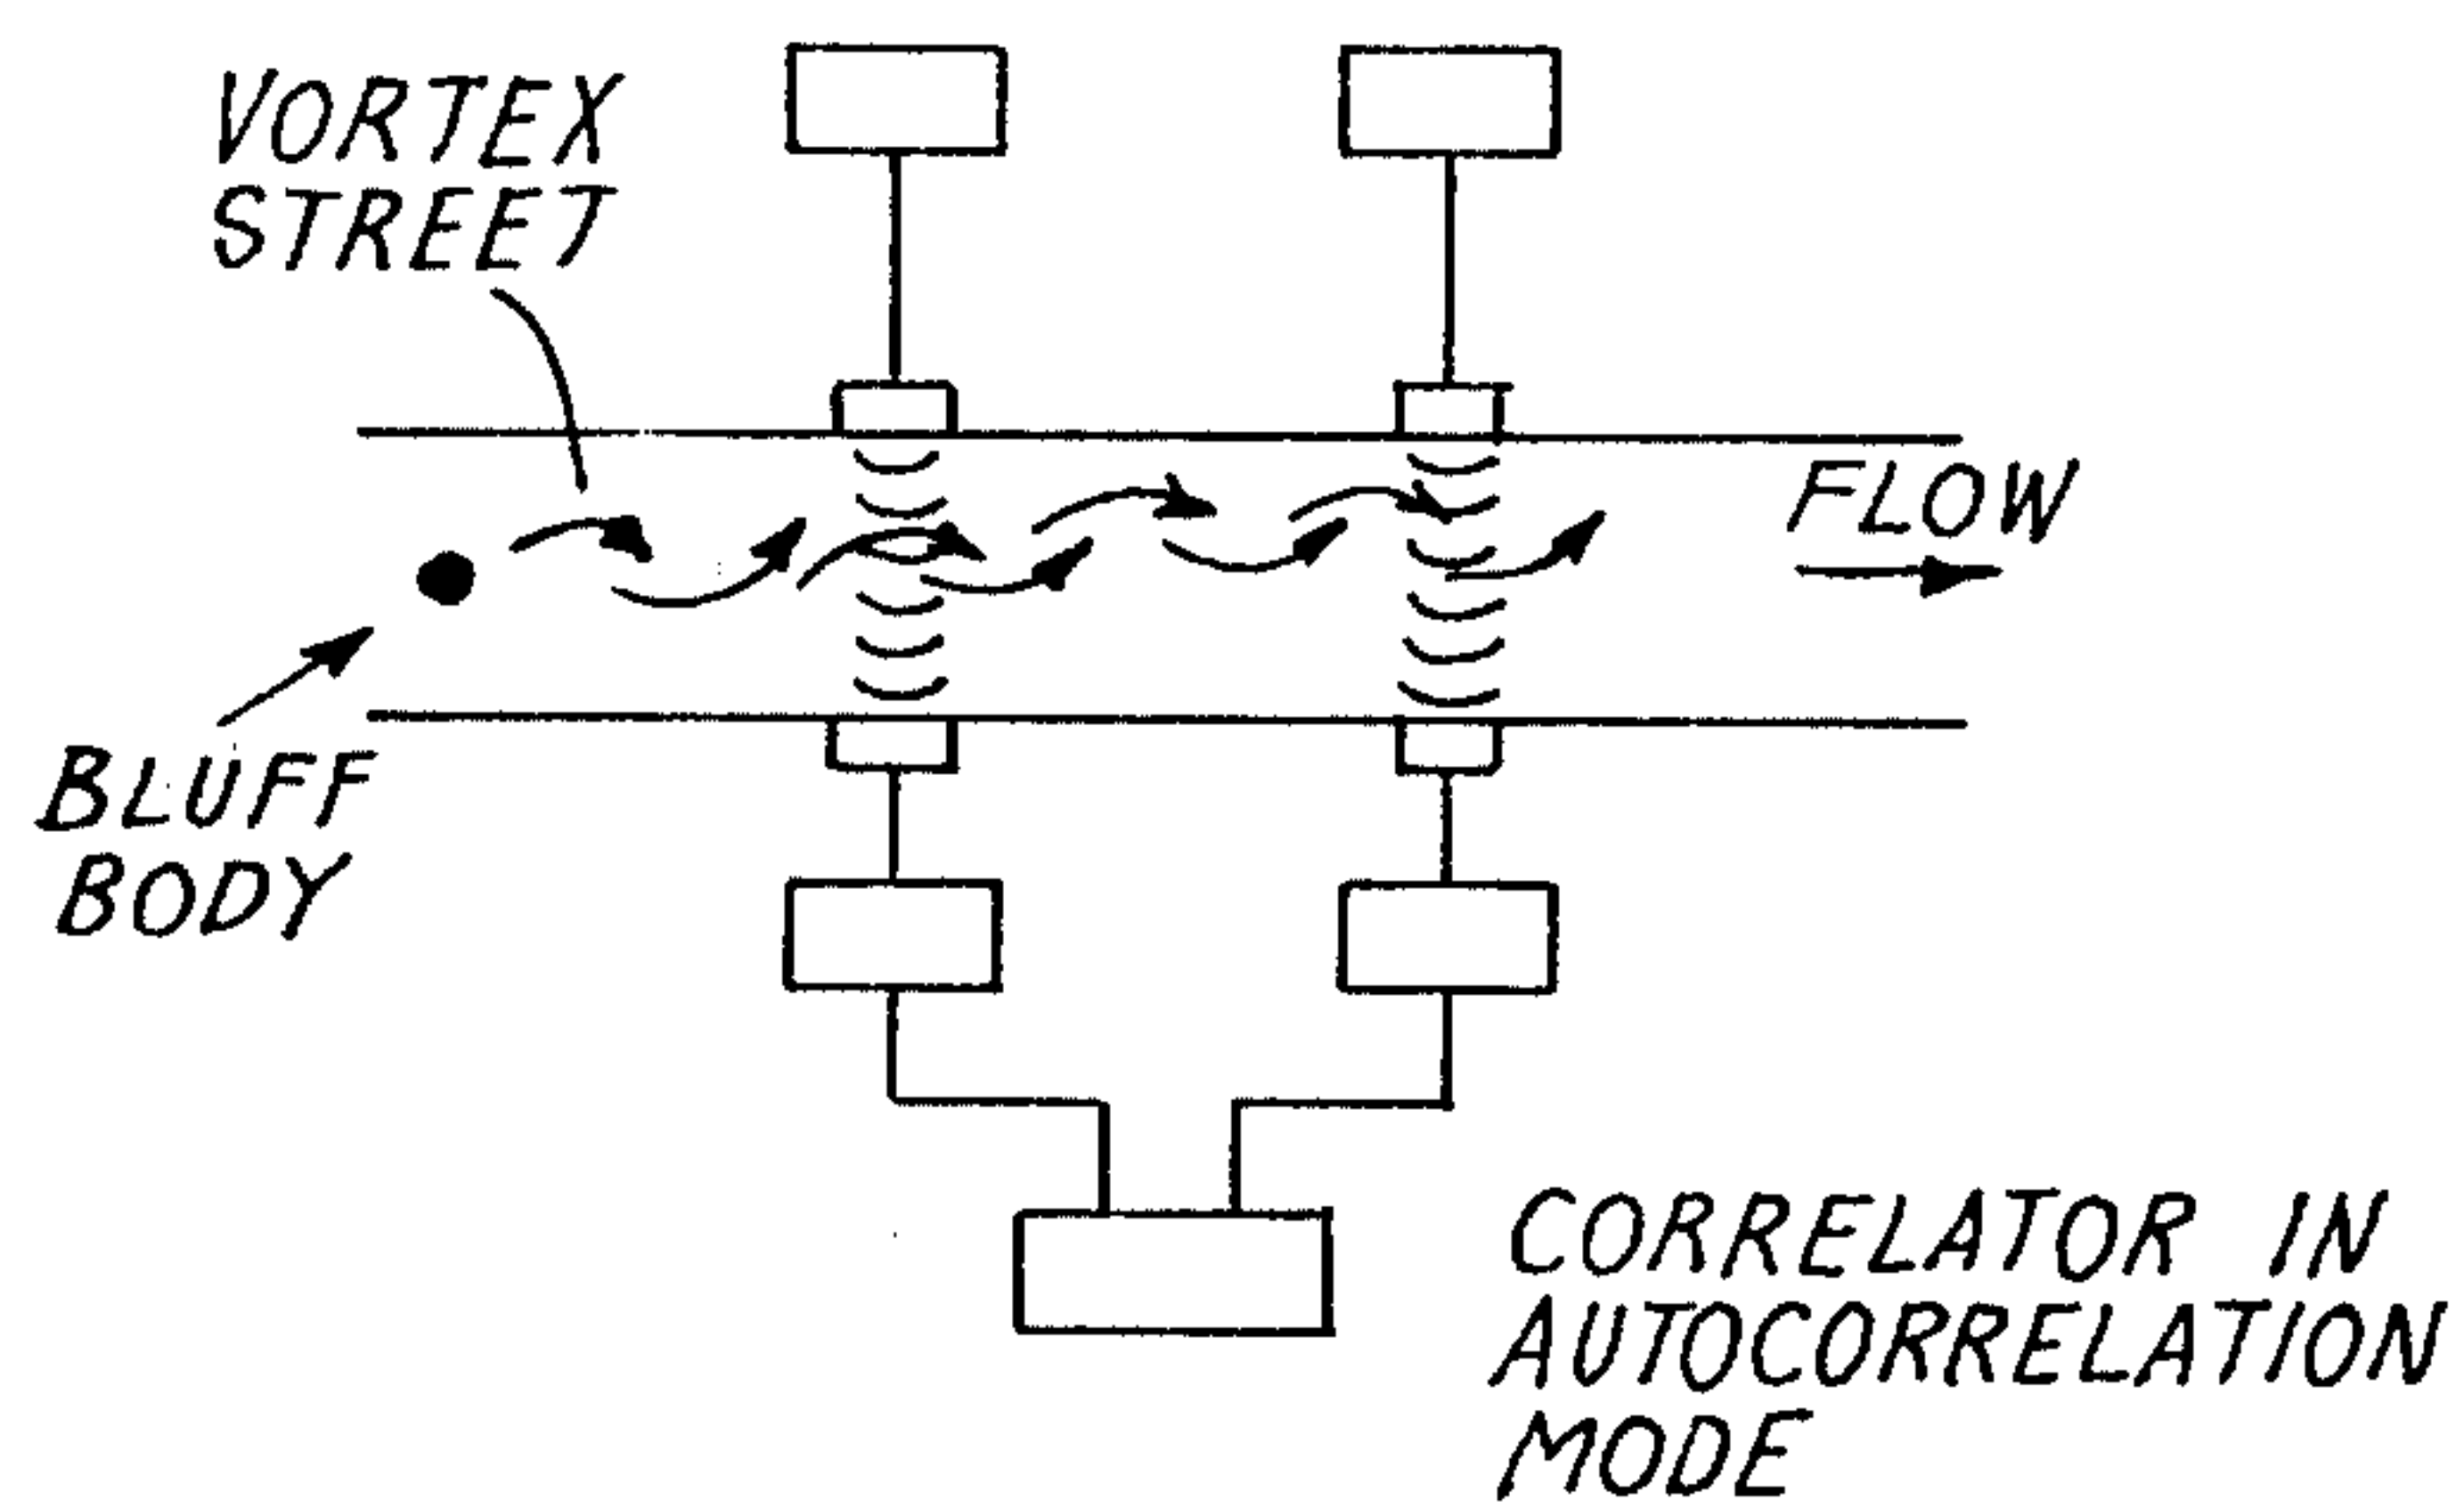 VORTEX
STREET
FLOW
BLUFF
BODY
CORRELATOR IN
AUTOCORRELATION
MODE